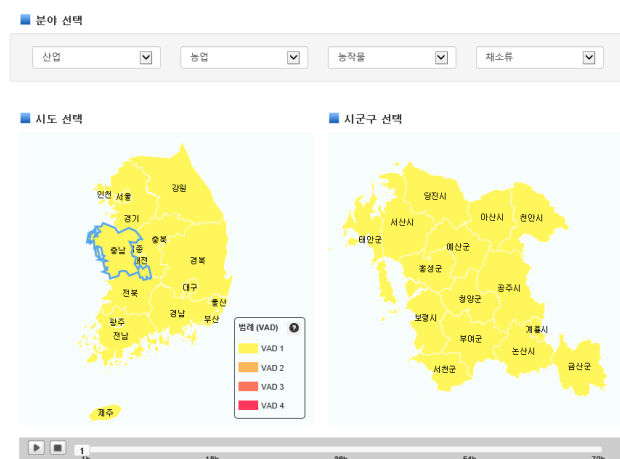 분야 선택
산업 농업 농작물 채소류
시도 선택
시군구 선택
강원
인천 서울
경기
충북
충남
경북
전북
대구
울산
경남
부산
광주
전남
제주
범례 (VAD) ?
VAD 1
VAD 2
VAD 3
VAD 4
당진시
아산시 천안시
서산시
태안군
예산군
홍성군
공주시
청양군
보령시
계룡시
부여군
논산시
서천군
금산군
1